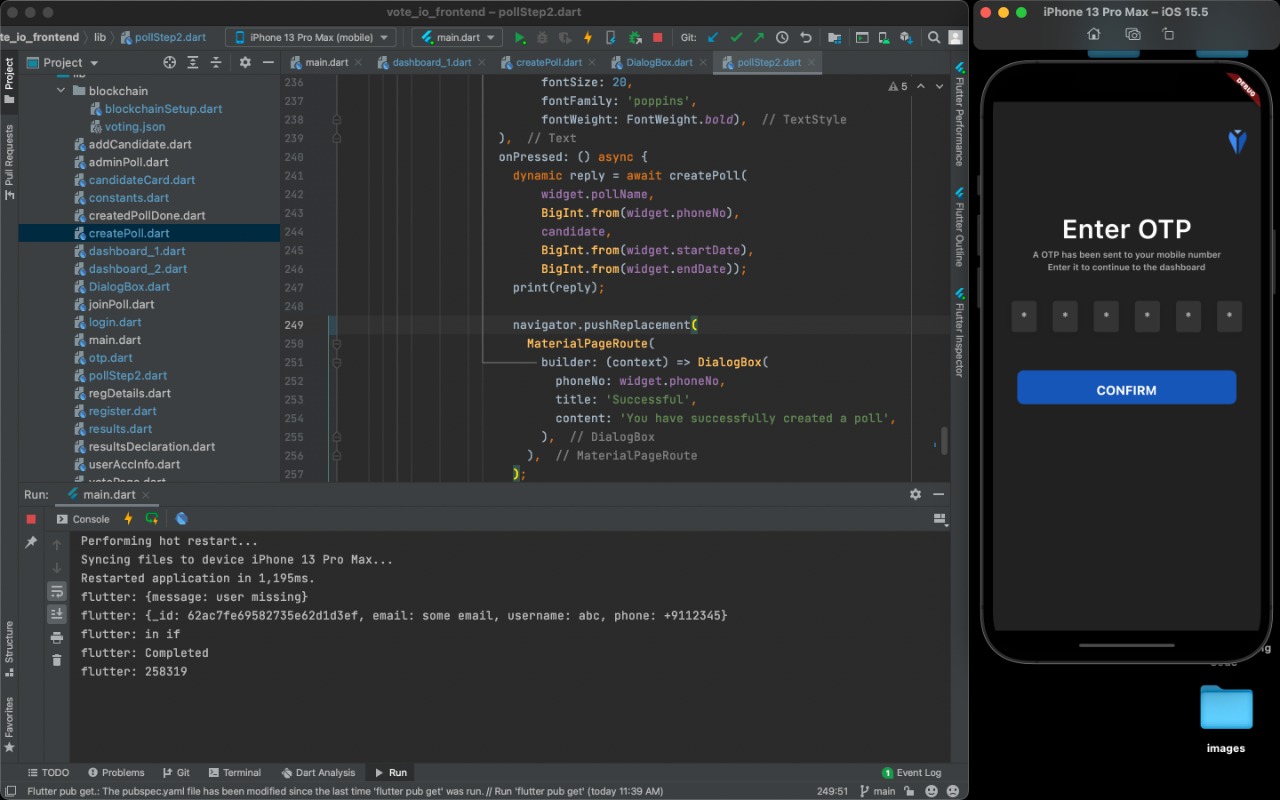 vote_io_frontend – pollStep2.dart
te_io_frontend › lib › pollStep2.dart
iPhone 13 Pro Max (mobile)
main.dart
Git:
Project
Pull Requests
Structure
Favorites
Project
main.dart
dashboard_1.dart
createPoll.dart
DialogBox.dart
pollStep2.dart
lib
blockchain
blockchainSetup.dart
voting.json
addCandidate.dart
adminPoll.dart
candidateCard.dart
constants.dart
createdPollDone.dart
createPoll.dart
dashboard_1.dart
dashboard_2.dart
DialogBox.dart
joinPoll.dart
login.dart
main.dart
otp.dart
pollStep2.dart
regDetails.dart
register.dart
results.dart
resultsDeclaration.dart
userAccInfo.dart
votePage.dart
5
236 fontSize: 20,
237 fontFamily: 'poppins',
238 fontWeight: FontWeight.bold), // TextStyle
239 ), // Text
240 onPressed: () async {
241 dynamic reply = await createPoll(
242 widget.pollName,
243 BigInt.from(widget.phoneNo),
244 candidate,
245 BigInt.from(widget.startDate),
246 BigInt.from(widget.endDate));
247 print(reply);
248
249 navigator.pushReplacement(
250 MaterialPageRoute(
251 builder: (context) => DialogBox(
252 phoneNo: widget.phoneNo,
253 title: 'Successful',
254 content: 'You have successfully created a poll',
255 ), // DialogBox
256 ), // MaterialPageRoute
257 );
Flutter Performance
Flutter Outline
Flutter Inspector
Run: main.dart
Console
Performing hot restart...
Syncing files to device iPhone 13 Pro Max...
Restarted application in 1,195ms.
flutter: {message: user missing}
flutter: {_id: 62ac7fe69582735e62d1d3ef, email: some email, username: abc, phone: +9112345}
flutter: in if
flutter: Completed
flutter: 258319
TODO
Problems
Git
Terminal
Dart Analysis
Run
1 Event Log
Flutter pub get.: The pubspec.yaml file has been modified since the last time 'flutter pub get' was run. // Run 'flutter pub get' (today 11:39 AM)
249:51
main
iPhone 13 Pro Max – iOS 15.5
DEBUG
Enter OTP
A OTP has been sent to your mobile number
Enter it to continue to the dashboard
* * * * * *
CONFIRM
images